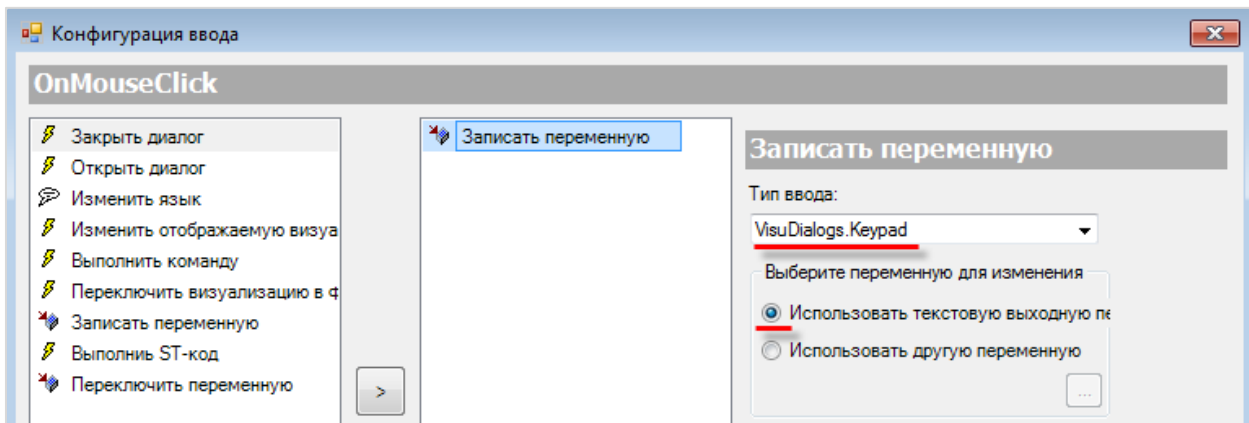 Конфигурация ввода
OnMouseClick
Закрыть диалог
Открыть диалог
Изменить язык
Изменить отображаемую визуа
Выполнить команду
Переключить визуализацию в ф
Записать переменную
Выполниь ST-код
Переключить переменную
>
Записать переменную
Записать переменную
Тип ввода:
VisuDialogs.Keypad
Выберите переменную для изменения
Использовать текстовую выходную пе
Использовать другую переменную
...